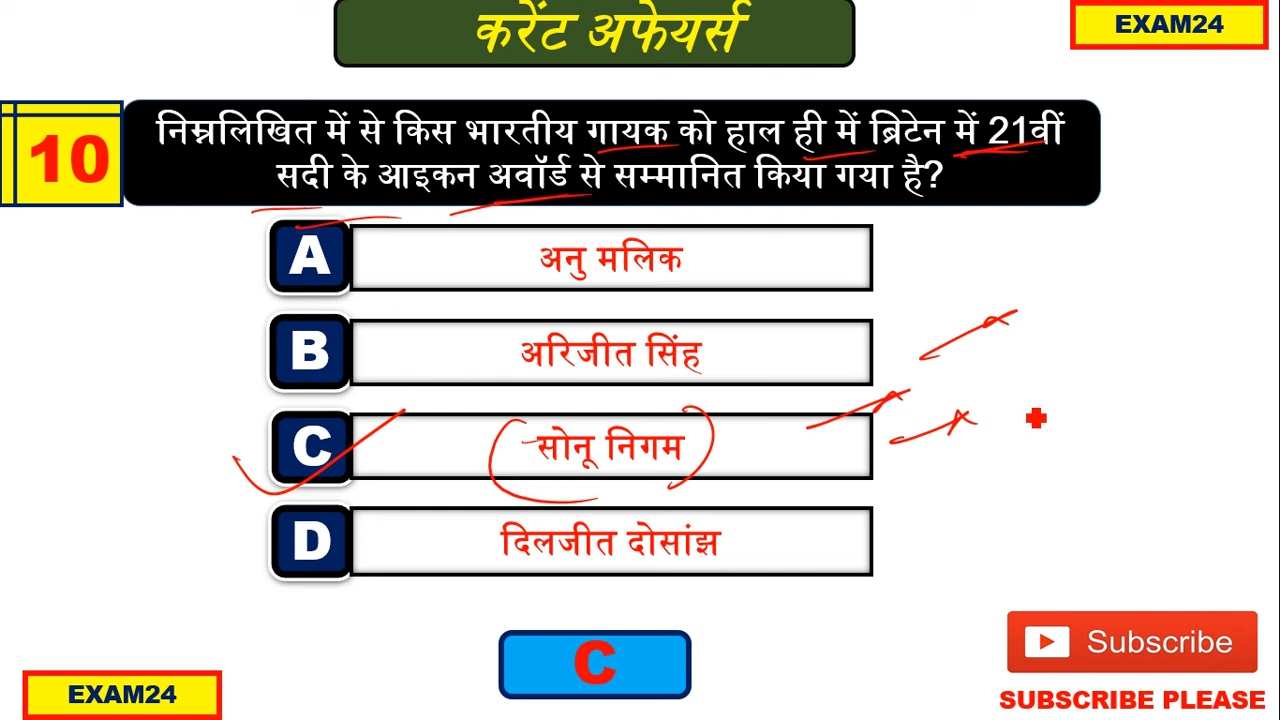 करेंट अफेयर्स
EXAM24
10
निम्नलिखित में से किस भारतीय गायक को हाल ही में ब्रिटेन में 21वीं
सदी के आइकन अवॉर्ड से सम्मानित किया गया है?
A
अनु मलिक
B
अरिजीत सिंह
C
सोनू निगम
D
दिलजीत दोसांझ
C
Subscribe
EXAM24
SUBSCRIBE PLEASE